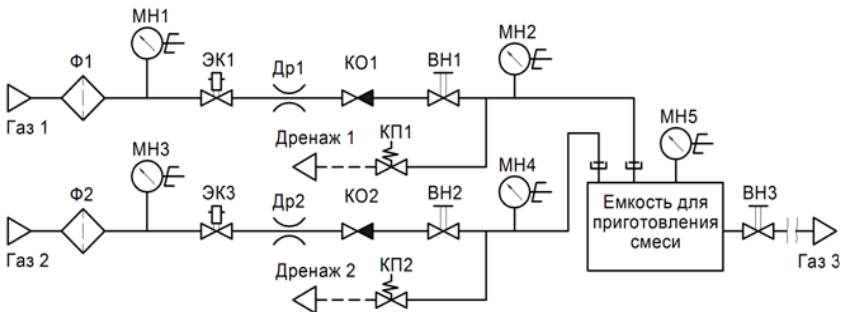 МН1
МН2
Ф1
ЭК1
Др1
КО1
ВН1
Газ 1
Дренаж 1
КП1
МН5
МН3
МН4
Ф2
ЭК3
Др2
КО2
ВН2
ВН3
Емкость для
приготовления
смеси
Газ 2
Дренаж 2
КП2
Газ 3